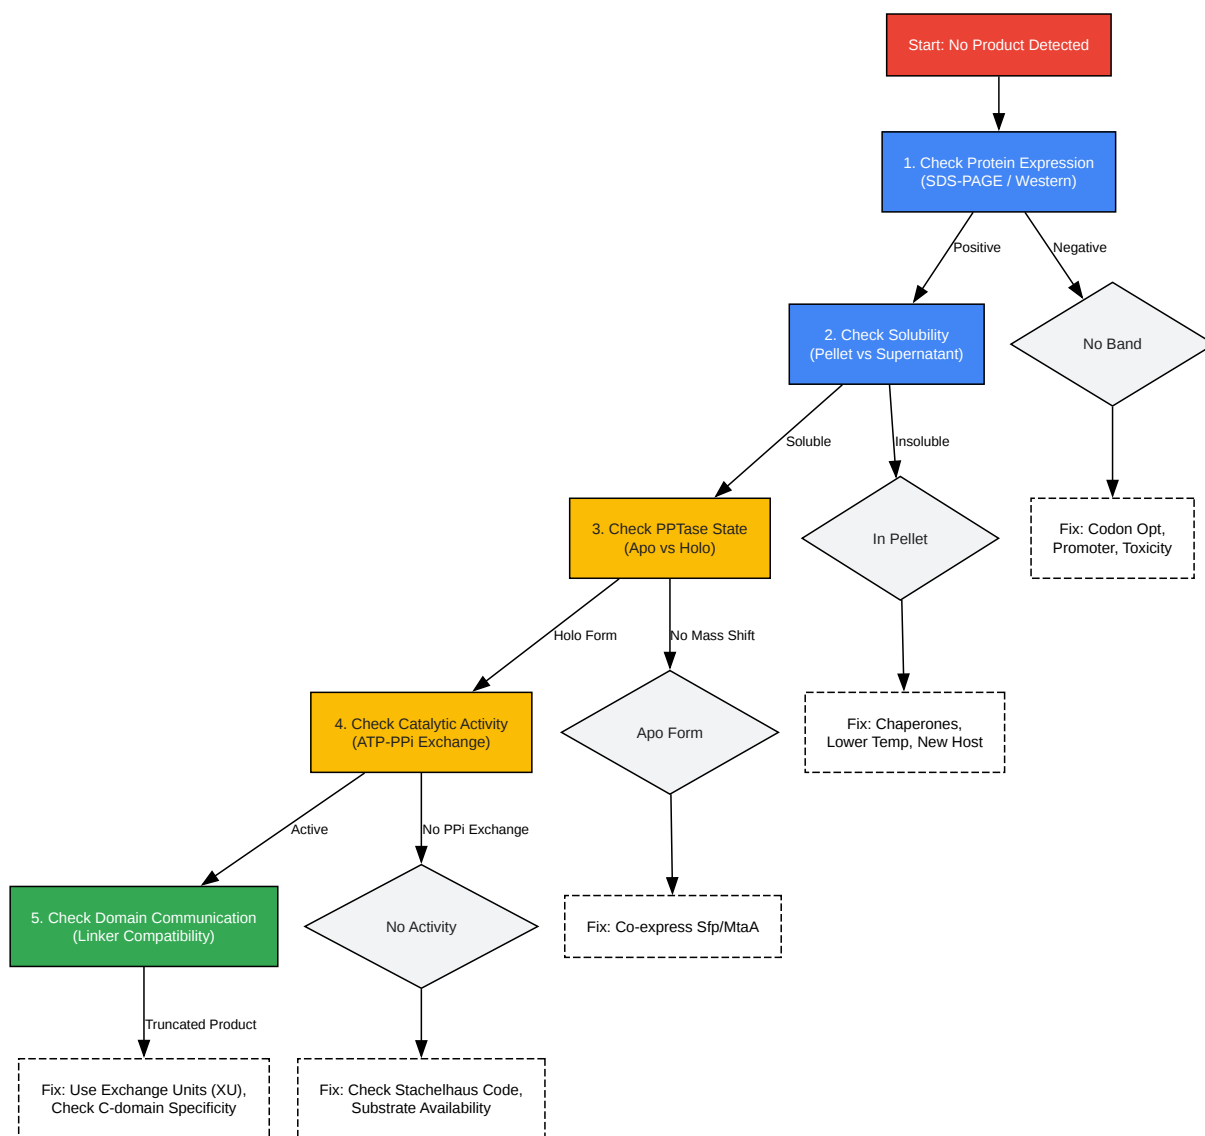 Start: No Product Detected
1. Check Protein Expression
(SDS-PAGE / Western)
Positive
Negative
2. Check Solubility
(Pellet vs Supernatant)
No Band
Soluble
Insoluble
3. Check PPTase State
(Apo vs Holo)
In Pellet
Fix: Codon Opt,
Promoter, Toxicity
Holo Form
No Mass Shift
4. Check Catalytic Activity
(ATP-PPi Exchange)
Apo Form
Fix: Chaperones,
Lower Temp, New Host
Active
No PPi Exchange
5. Check Domain Communication
(Linker Compatibility)
No Activity
Fix: Co-express Sfp/MtaA
Truncated Product
Fix: Use Exchange Units (XU),
Check C-domain Specificity
Fix: Check Stachelhaus Code,
Substrate Availability